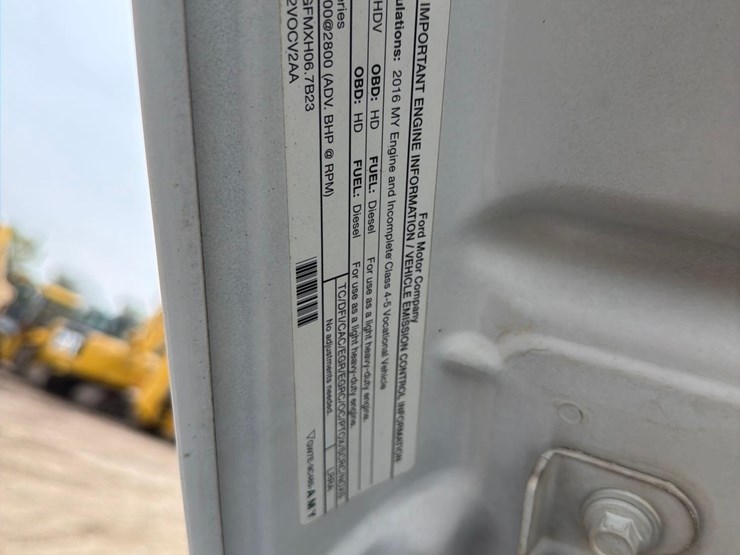 Ford Motor Company
IMPORTANT ENGINE INFORMATION / VEHICLE EMISSION CONTROL INFORMATION
ulations: 2016 MY Engine and Incomplete Class 4-5 Vocational Vehicle
HDV OBD: HD FUEL: Diesel For use as a light heavy-duty engine.
OBD: HD FUEL: Diesel For use as a light heavy-duty engine.
eries
00@2800 (ADV. BHP @ RPM)
GFMXH06.7B23
2VOCV2AA
No adjustments needed.
AMY